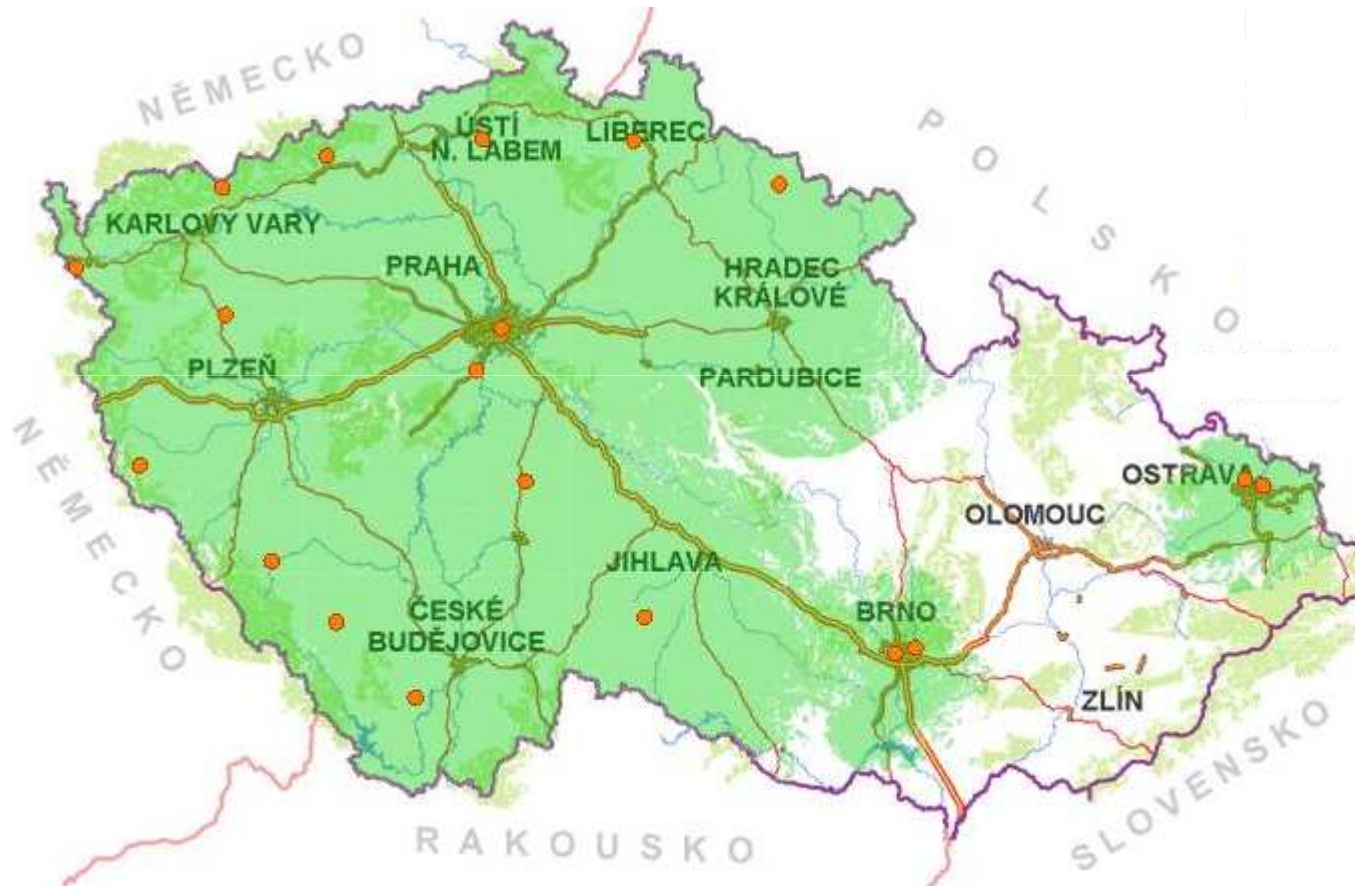 NĚMECKO
POLSKO
ÚSTÍ
N. LABEM
LIBEREC
KARLOVY VARY
PRAHA
HRADEC
KRÁLOVÉ
PLZEŇ
PARDUBICE
NĚMECKO
OSTRAVA
OLOMOUC
JIHLAVA
BRNO
ČESKÉ
BUDĚJOVICE
ZLÍN
SLOVENSKO
RAKOUSKO